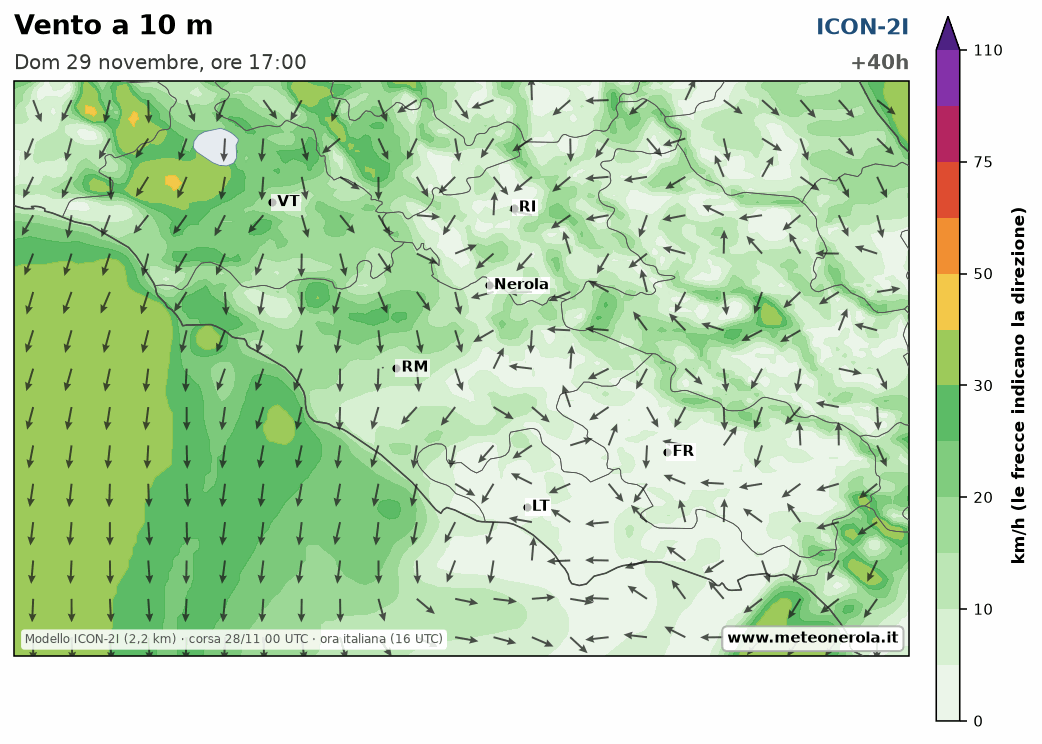 Vento a 10 m
ICON-2I
Dom 29 novembre, ore 17:00
+40h
110
75
50
30
20
10
0
km/h (le frecce indicano la direzione)
VT
RI
Nerola
RM
FR
LT
Modello ICON-2I (2,2 km) · corsa 28/11 00 UTC · ora italiana (16 UTC)
www.meteonerola.it